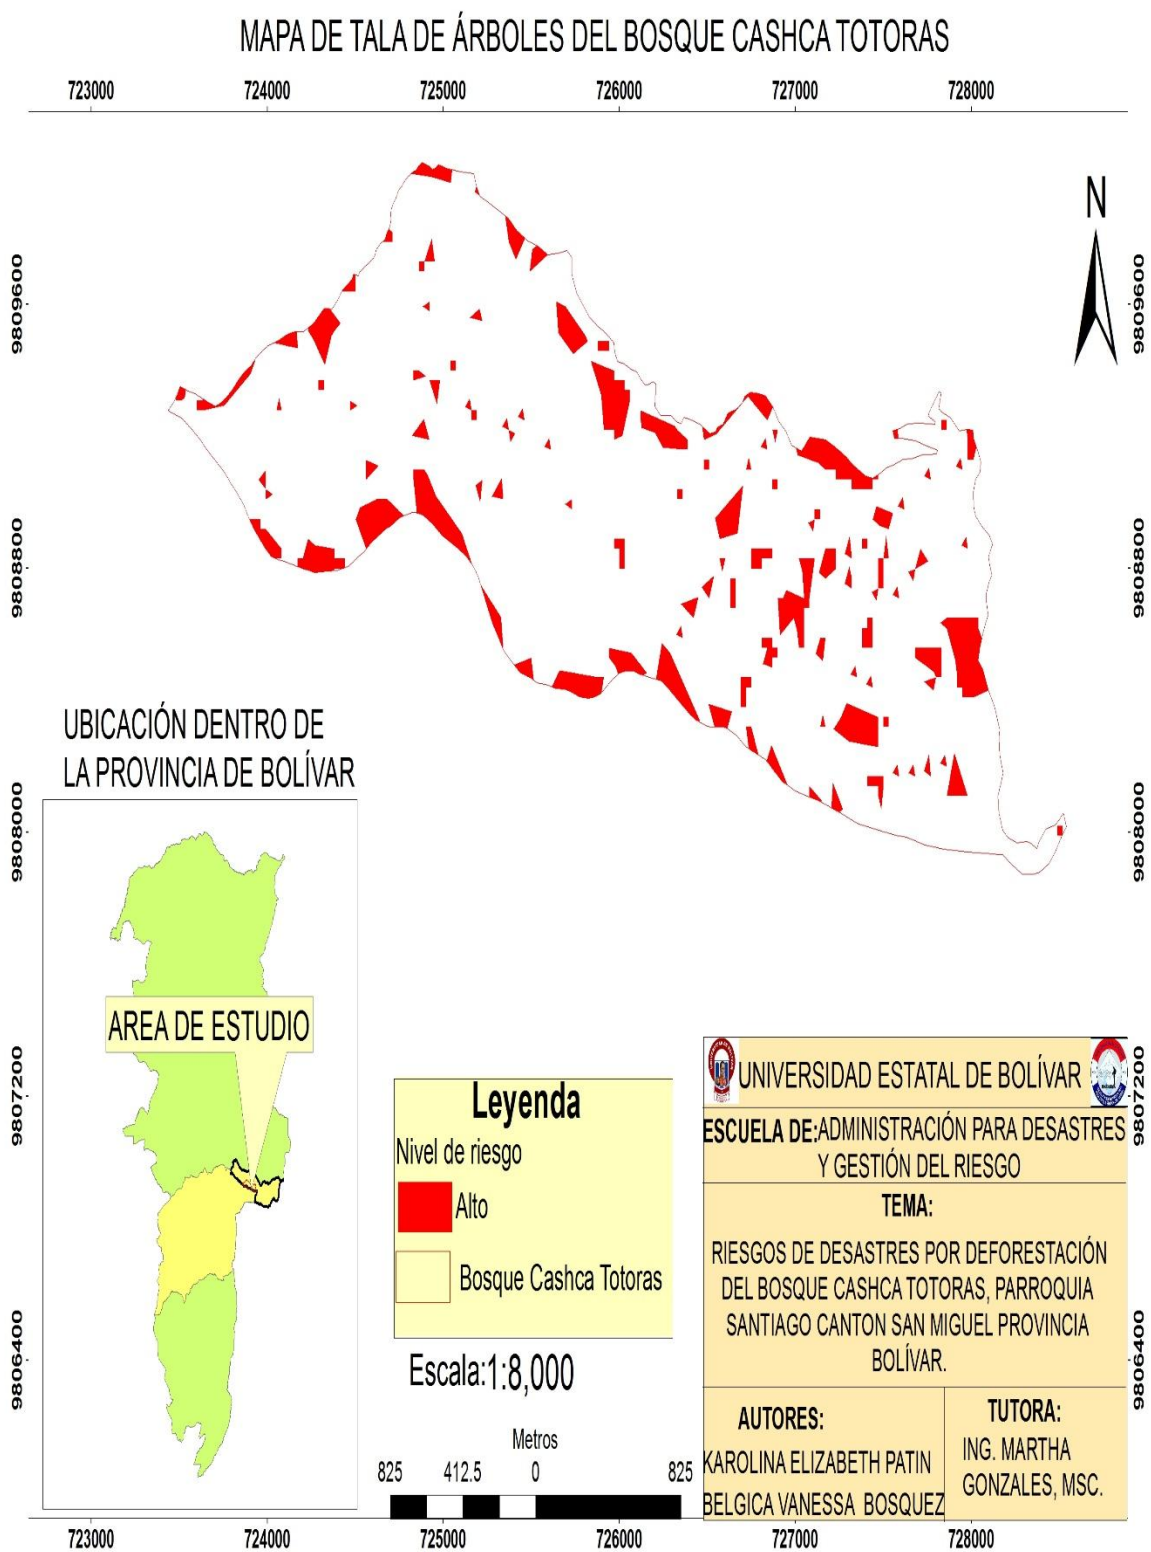 MAPA DE TALA DE ÁRBOLES DEL BOSQUE CASHCA TOTORAS
723000 724000 725000 726000 727000 728000
N
9809600 9809600
9808800 9808800
UBICACIÓN DENTRO DE
LA PROVINCIA DE BOLÍVAR
9808000 9808000
AREA DE ESTUDIO
9807200 9807200
Leyenda
Nivel de riesgo
Alto
Bosque Cashca Totoras
Escala:1:8,000
Metros
825 412.5 0 825
UNIVERSIDAD ESTATAL DE BOLÍVAR
ESCUELA DE:ADMINISTRACIÓN PARA DESASTRES
Y GESTIÓN DEL RIESGO
TEMA:
RIESGOS DE DESASTRES POR DEFORESTACIÓN
DEL BOSQUE CASHCA TOTORAS, PARROQUIA
SANTIAGO CANTON SAN MIGUEL PROVINCIA
BOLÍVAR.
9806400 9806400
AUTORES:
KAROLINA ELIZABETH PATIN
BELGICA VANESSA BOSQUEZ
TUTORA:
ING. MARTHA
GONZALES, MSC.
723000 724000 725000 726000 727000 728000